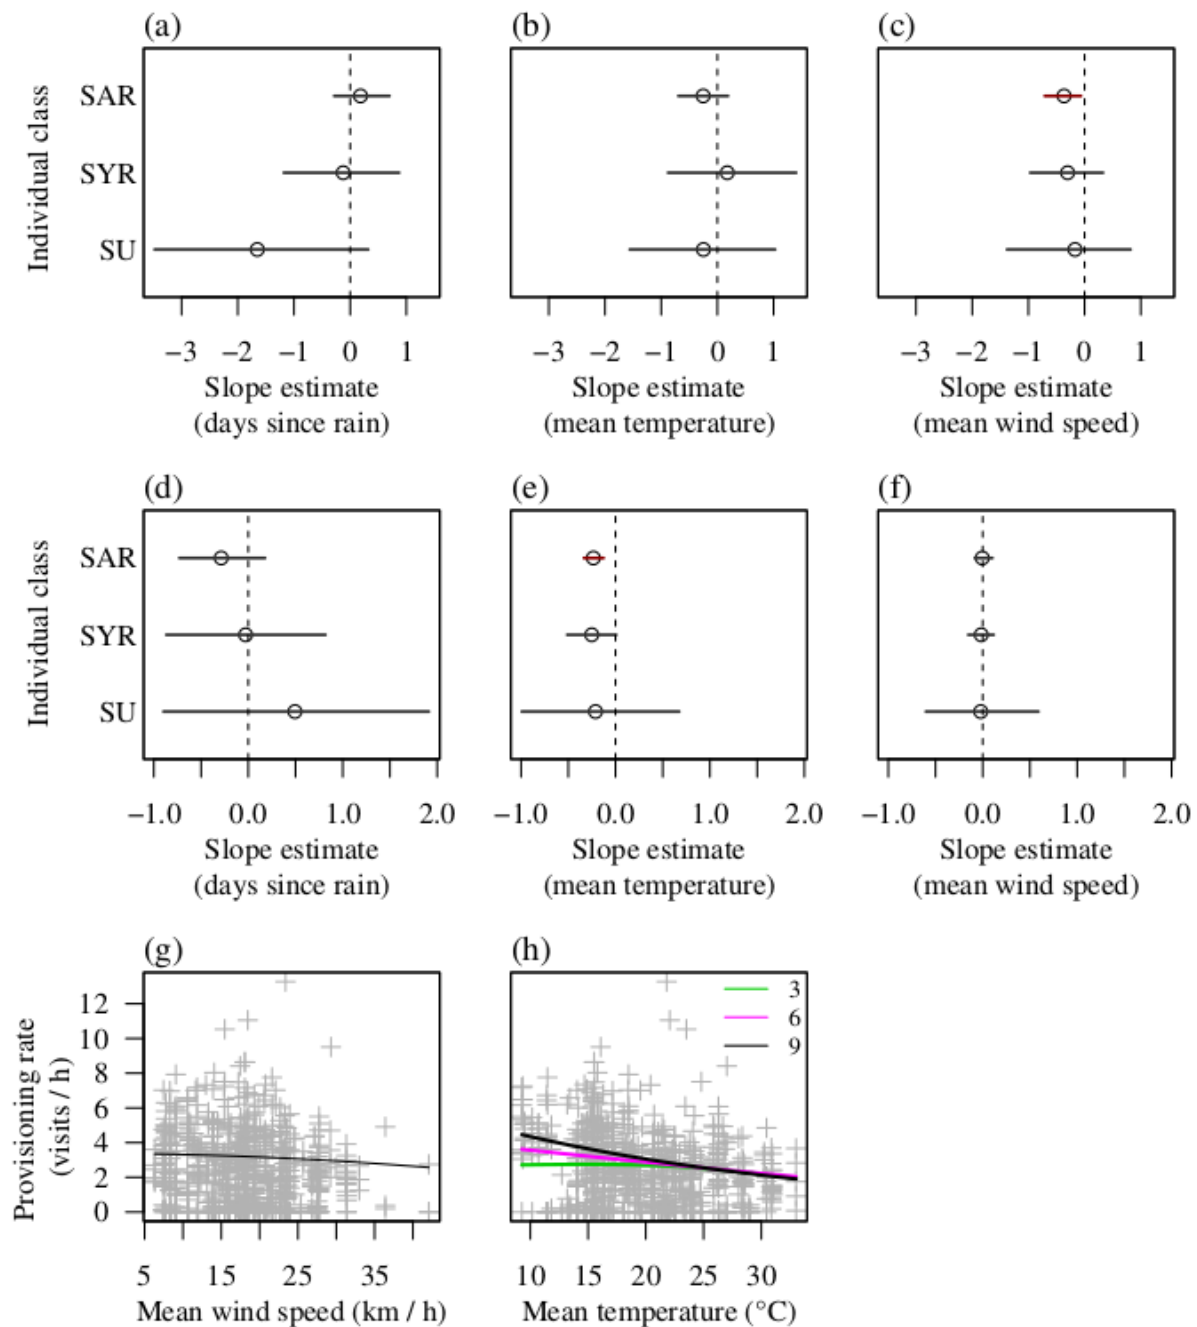 (a) (b) (c)
Individual class
SAR
SYR
SU
−3 −2 −1 0 1 −3 −2 −1 0 1 −3 −2 −1 0 1
Slope estimate Slope estimate Slope estimate
(days since rain) (mean temperature) (mean wind speed)
(d) (e) (f)
Individual class
SAR
SYR
SU
−1.0 0.0 1.0 2.0 −1.0 0.0 1.0 2.0 −1.0 0.0 1.0 2.0
Slope estimate Slope estimate Slope estimate
(days since rain) (mean temperature) (mean wind speed)
(g) (h)
Provisioning rate
(visits / h)
12
10
8
6
4
2
0
3
6
9
5 15 25 35 10 15 20 25 30
Mean wind speed (km / h) Mean temperature (°C)